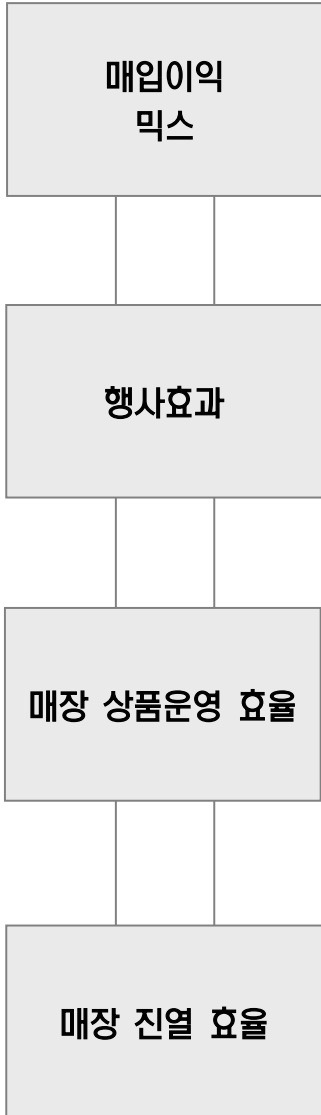 매입이익
믹스
행사효과
매장 상품운영 효율
매장 진열 효율